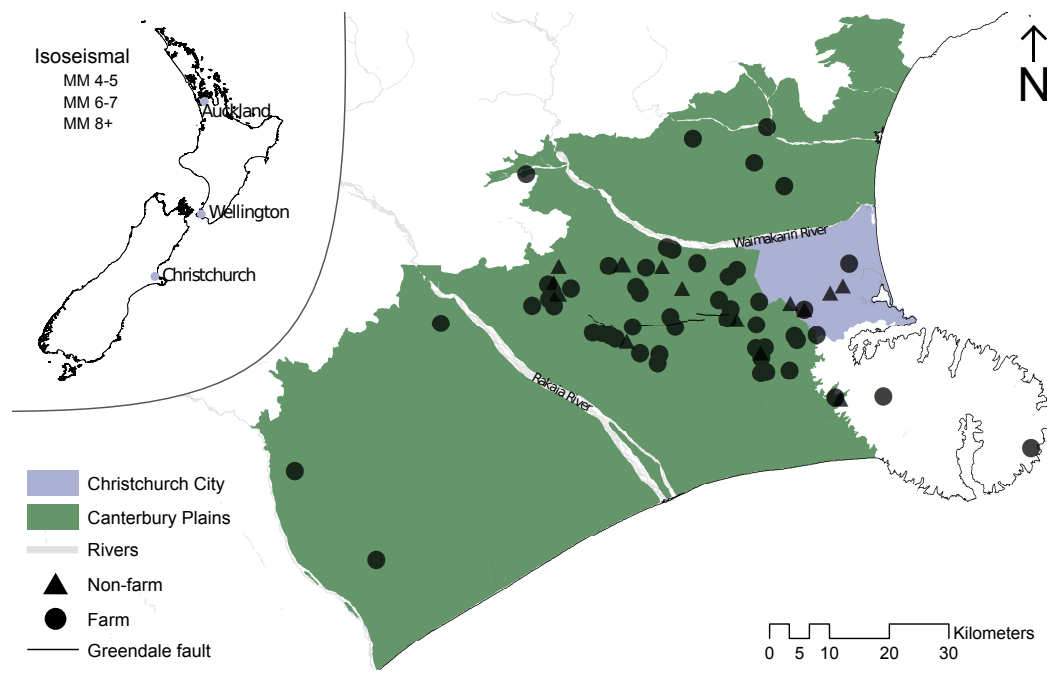 Isoseismal
MM 4-5
MM 6-7
MM 8+
Auckland
Wellington
Christchurch
N
Waimakariri River
Rakaia River
Christchurch City
Canterbury Plains
Rivers
Non-farm
Farm
Greendale fault
Kilometers
0 5 10 20 30